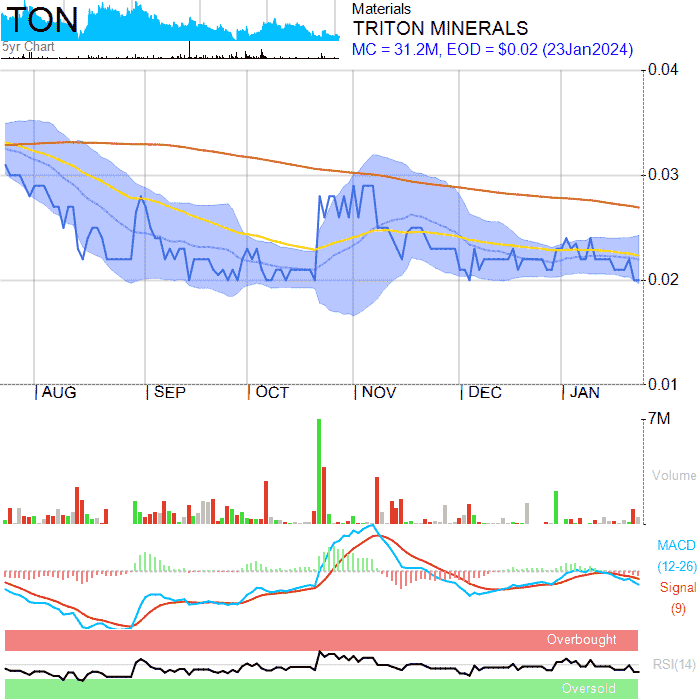 TON
5yr Chart
Materials
TRITON MINERALS
MC = 31.2M, EOD = $0.02 (23Jan2024)
0.04
0.03
0.02
0.01
AUG
SEP
OCT
NOV
DEC
JAN
7M
Volume
MACD
(12-26)
Signal
(9)
Overbought
RSI(14)
Oversold